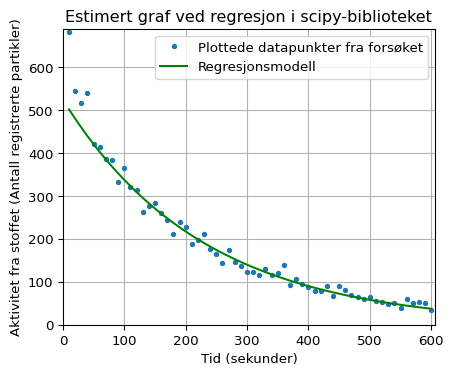 Estimert graf ved regresjon i scipy-biblioteket
Aktivitet fra stoffet (Antall registrerte partikler)
Plottede datapunkter fra forsøket
Regresjonsmodell
600
500
400
300
200
100
0
0 100 200 300 400 500 600
Tid (sekunder)